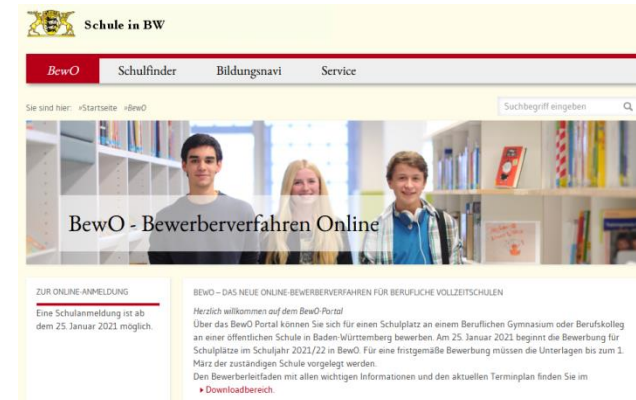 Schule in BW
BewO Schulfinder Bildungsnavi Service
Sie sind hier: »Startseite »BewO
Suchbegriff eingeben
BewO - Bewerberverfahren Online
ZUR ONLINE-ANMELDUNG
Eine Schulanmeldung ist ab
dem 25. Januar 2021 möglich.
BEWO – DAS NEUE ONLINE-BEWERBERVERFAHREN FÜR BERUFLICHE VOLLZEITSCHULEN
Herzlich willkommen auf dem BewO-Portal
Über das BewO Portal können Sie sich für einen Schulplatz an einem Beruflichen Gymnasium oder Berufskolleg
an einer öffentlichen Schule in Baden-Württemberg bewerben. Am 25. Januar 2021 beginnt die Bewerbung für
Schulplätze im Schuljahr 2021/22 in BewO. Für eine fristgemäße Bewerbung müssen die Unterlagen bis zum 1.
März der zuständigen Schule vorgelegt werden.
Den Bewerberleitfaden mit allen wichtigen Informationen und den aktuellen Terminplan finden Sie im
Downloadbereich.